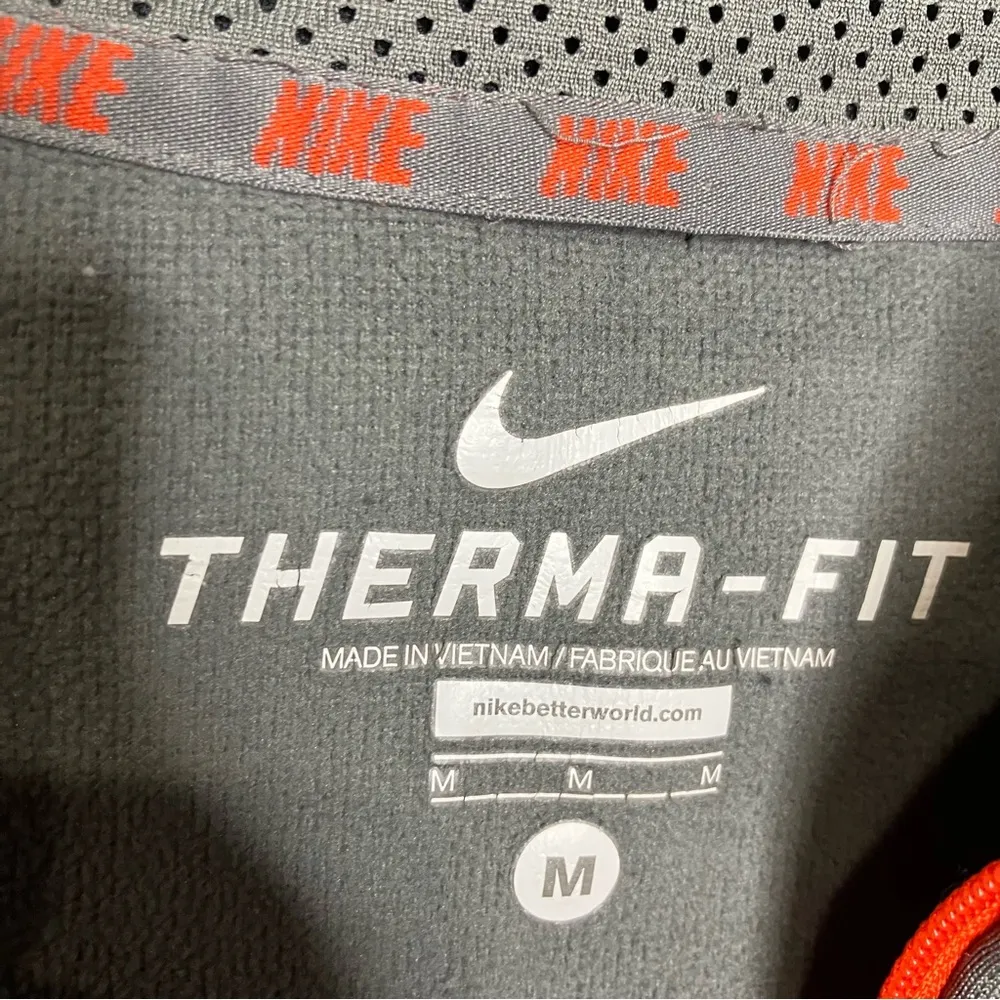 NIKE NIKE NIKE NIKE
THERMA-FIT
MADE IN VIETNAM / FABRIQUE AU VIETNAM
nikebetterworld.com
M M M
M